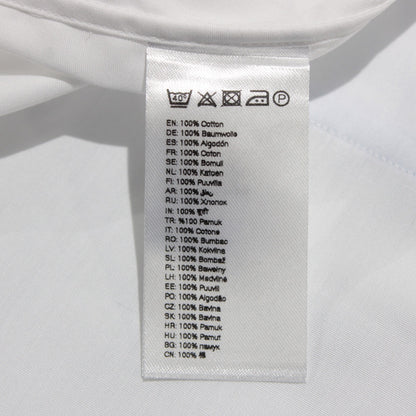 40°
P
EN: 100% Cotton
DE: 100% Baumwolle
ES: 100% Algodón
FR: 100% Coton
SE: 100% Bomull
NL: 100% Katoen
FI: 100% Puuvilla
AR: 100%
RU: 100% Хлопок
IN: 100%
TR: %100 Pamuk
IT: 100% Cotone
RO: 100% Bumbac
LV: 100% Kokvilna
SL: 100% Bombaž
PL: 100% Bawełny
LH: 100% Medvilnė
EE: 100% Puuvill
PO: 100% Algodão
CZ: 100% Bavlna
SK: 100% Bavlna
HR: 100% Pamuk
HU: 100% Pamut
BG: 100% памук
CN: 100% 棉